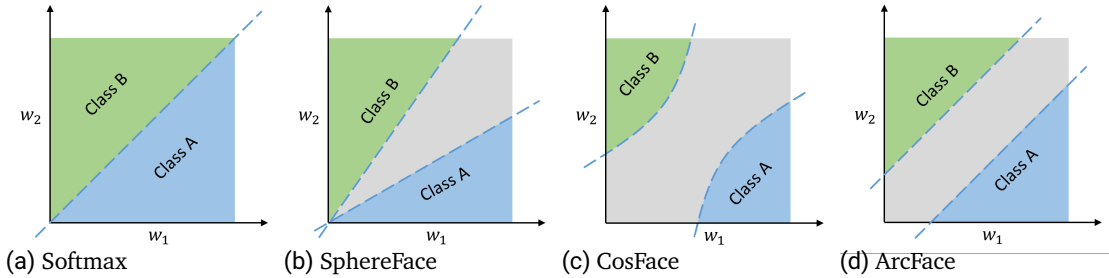 Class B
Class A
w₂
w₁
(a) Softmax
Class B
Class A
w₂
w₁
(b) SphereFace
Class B
Class A
w₂
w₁
(c) CosFace
Class B
Class A
w₂
w₁
(d) ArcFace